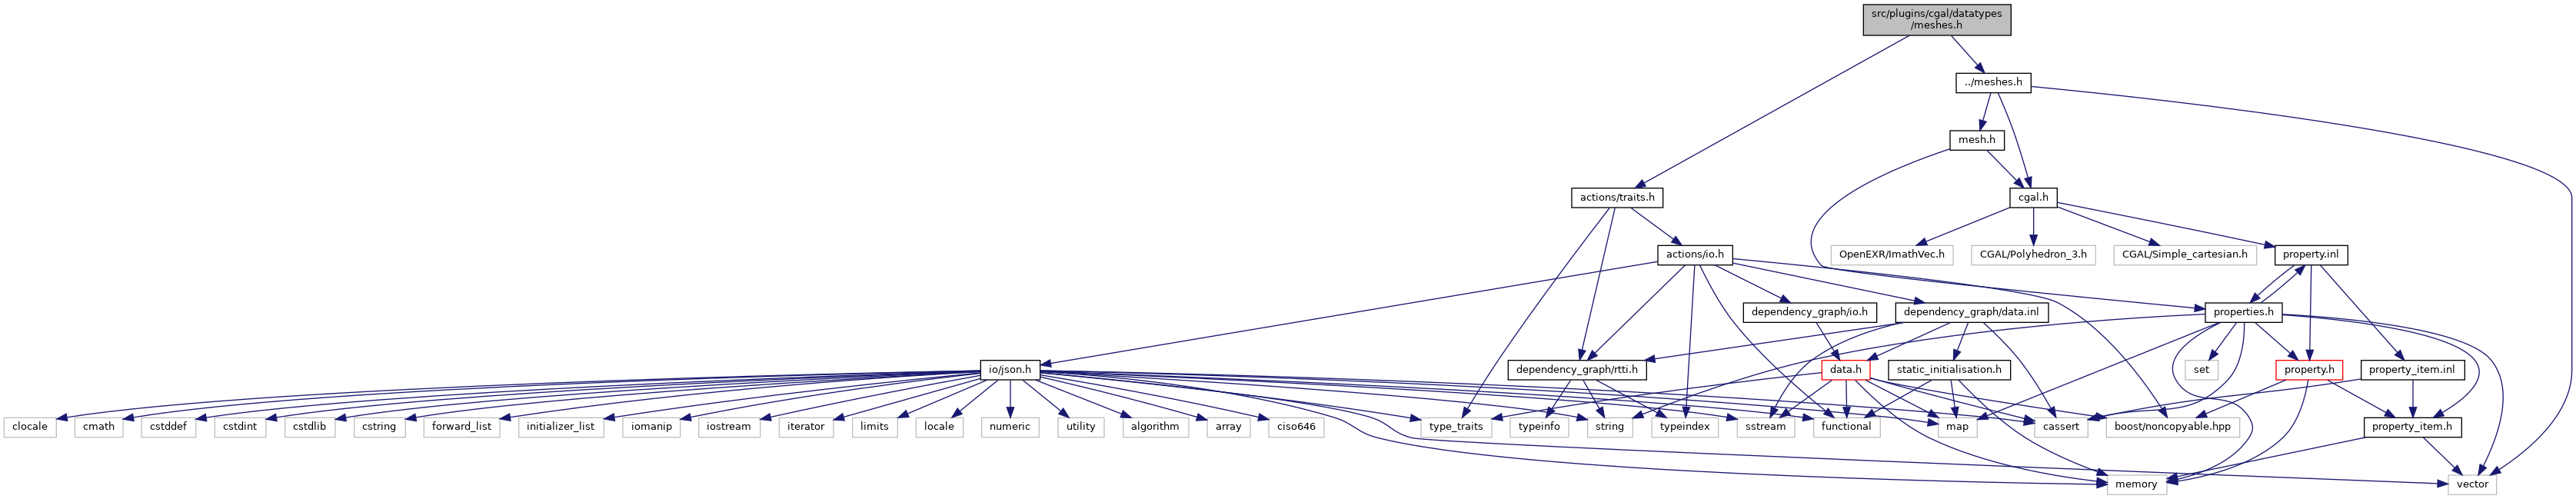 src/plugins/cgal/datatypes
/meshes.h
../meshes.h
mesh.h
actions/traits.h
cgal.h
actions/io.h
OpenEXR/ImathVec.h
CGAL/Polyhedron_3.h
CGAL/Simple_cartesian.h
property.inl
dependency_graph/io.h
dependency_graph/data.inl
properties.h
io/json.h
dependency_graph/rtti.h
data.h
static_initialisation.h
set
property.h
property_item.inl
clocale
cmath
cstddef
cstdint
cstdlib
cstring
forward_list
initializer_list
iomanip
iostream
iterator
limits
locale
numeric
utility
algorithm
array
ciso646
type_traits
typeinfo
string
typeindex
sstream
functional
map
cassert
boost/noncopyable.hpp
property_item.h
memory
vector